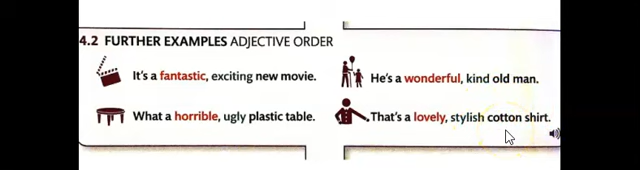 4.2 FURTHER EXAMPLES ADJECTIVE ORDER
It's a fantastic, exciting new movie.
He's a wonderful, kind old man.
What a horrible, ugly plastic table.
That's a lovely, stylish cotton shirt.